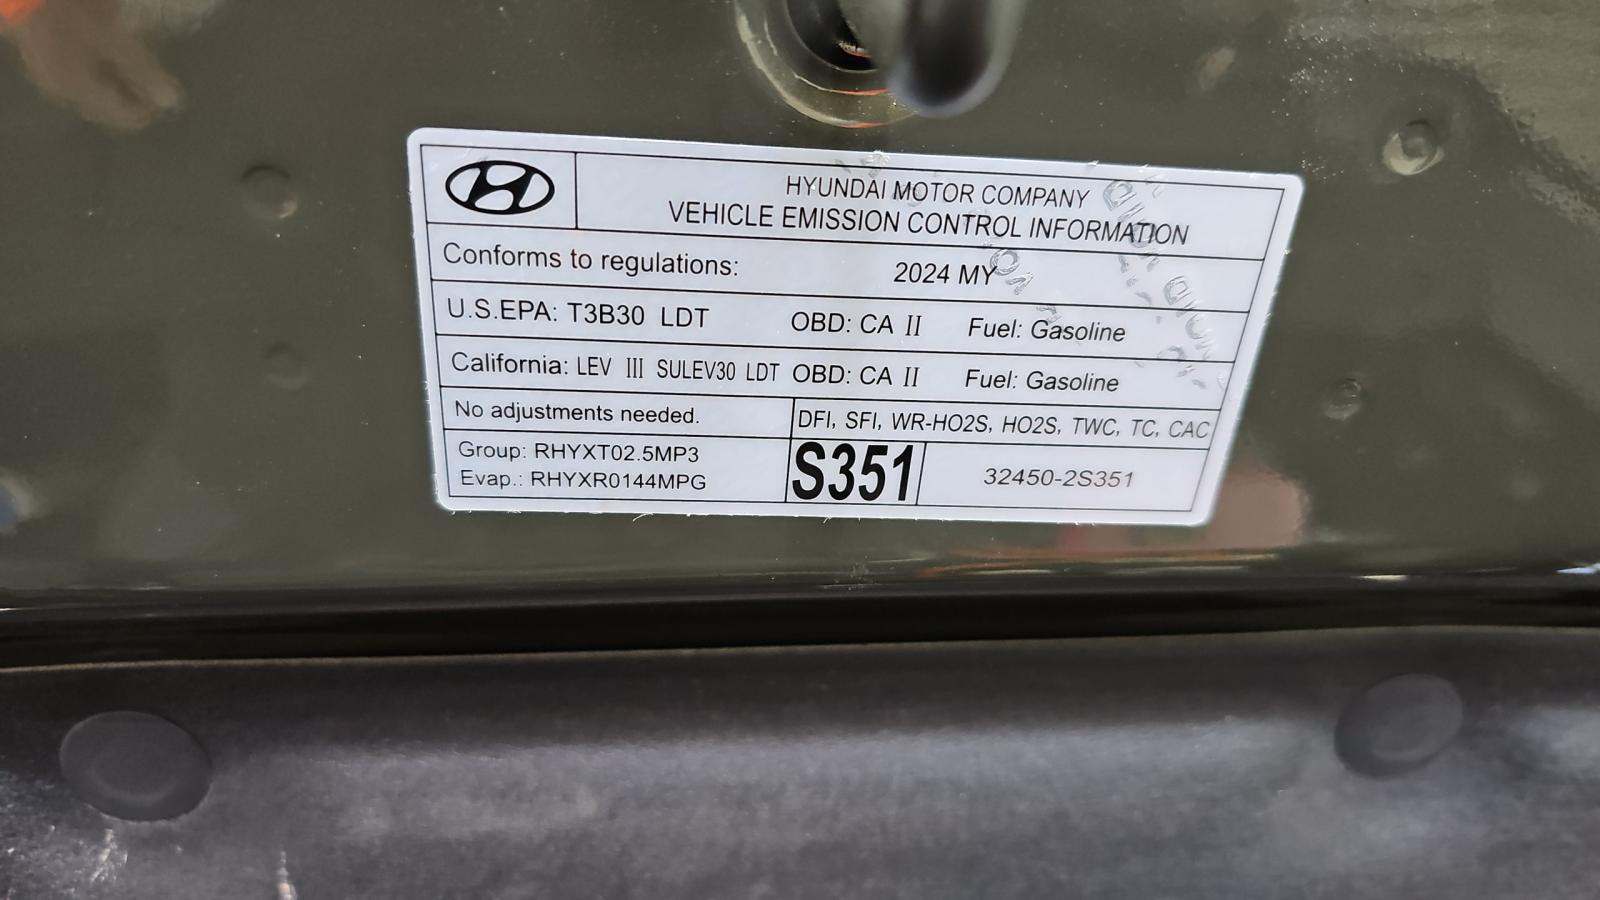 HYUNDAI MOTOR COMPANY
VEHICLE EMISSION CONTROL INFORMATION
Conforms to regulations: 2024 MY
U.S.EPA: T3B30 LDT OBD: CA II Fuel: Gasoline
California: LEV III SULEV30 LDT OBD: CA II Fuel: Gasoline
No adjustments needed. DFI, SFI, WR-HO2S, HO2S, TWC, TC, CAC
Group: RHYXT02.5MP3
Evap.: RHYXR0144MPG
S351
32450-2S351